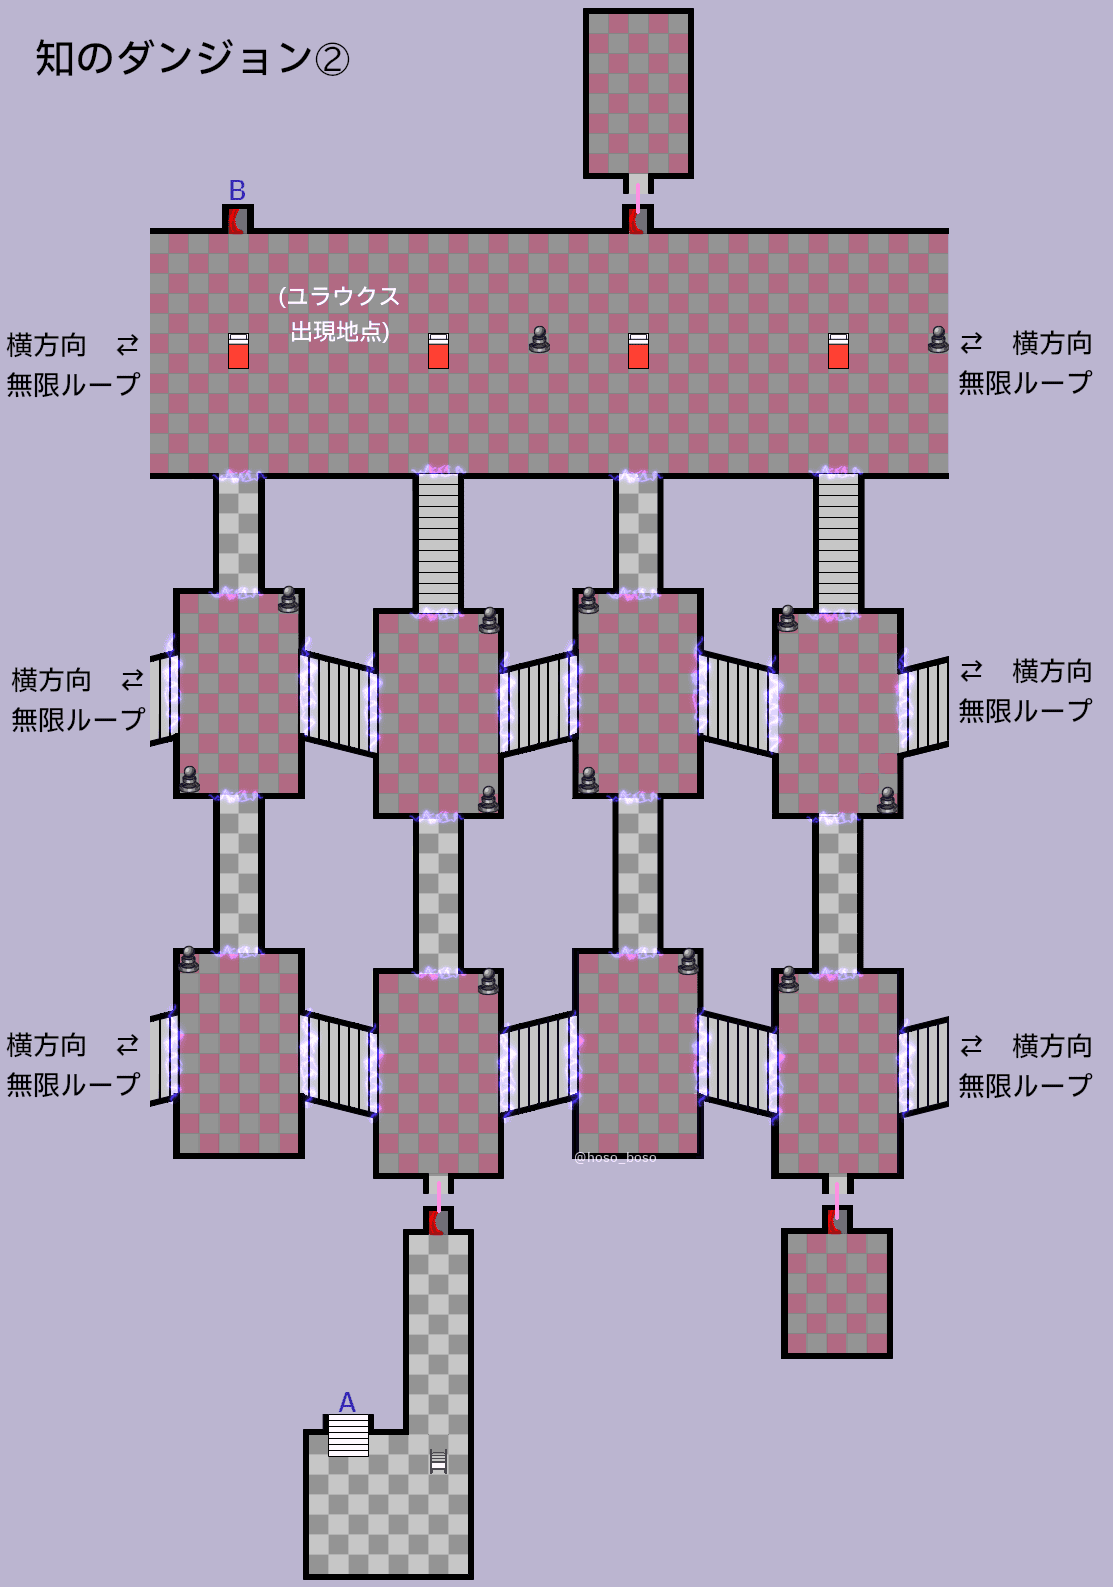 知のダンジョン②
B
(ユラウクス
出現地点)
横方向 ⇄
無限ループ
⇄ 横方向
無限ループ
横方向 ⇄
無限ループ
⇄ 横方向
無限ループ
横方向 ⇄
無限ループ
⇄ 横方向
無限ループ
@hoso_boso
A